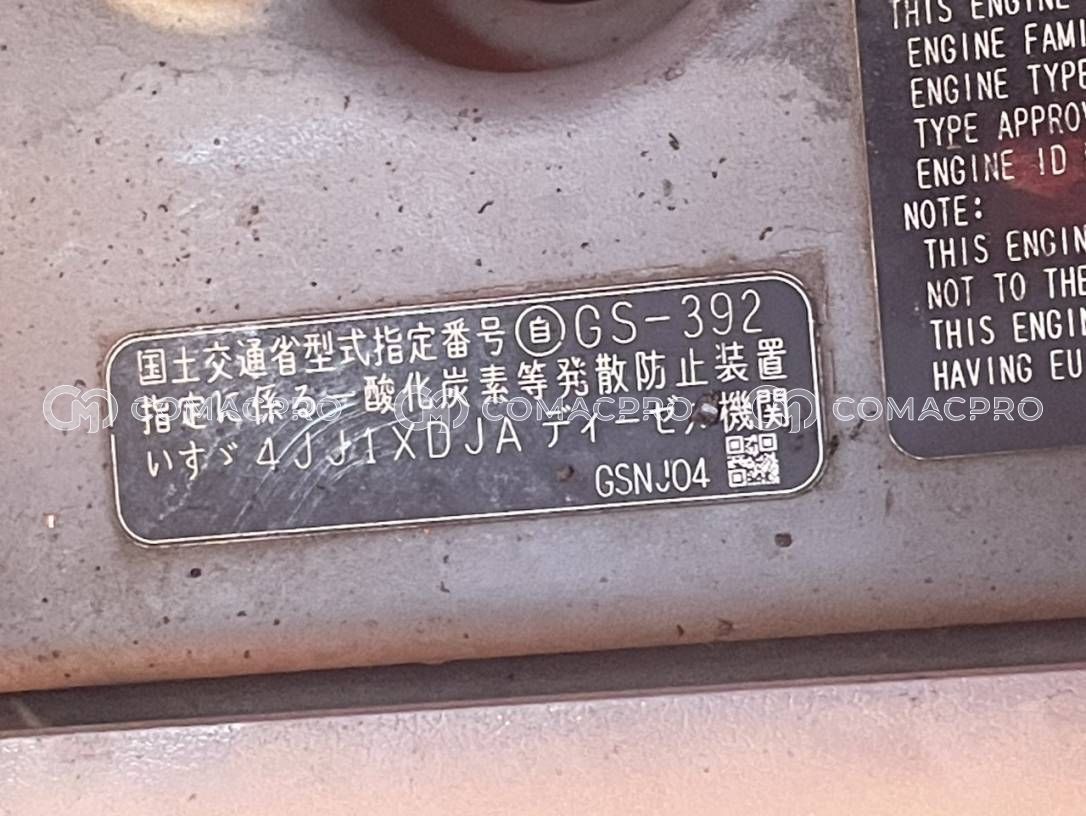 国土交通省型式指定番号 自 GS-392
指定に係る一酸化炭素等発散防止装置
いすゞ 4JJ1XDJA ディーゼル機関
GSNJ04
THIS ENGINE
ENGINE FAMI
ENGINE TYPE
TYPE APPROV
ENGINE ID
NOTE:
THIS ENGIN
NOT TO THE
THIS ENGIN
HAVING EU
COMACPRO COMACPRO COMACPRO